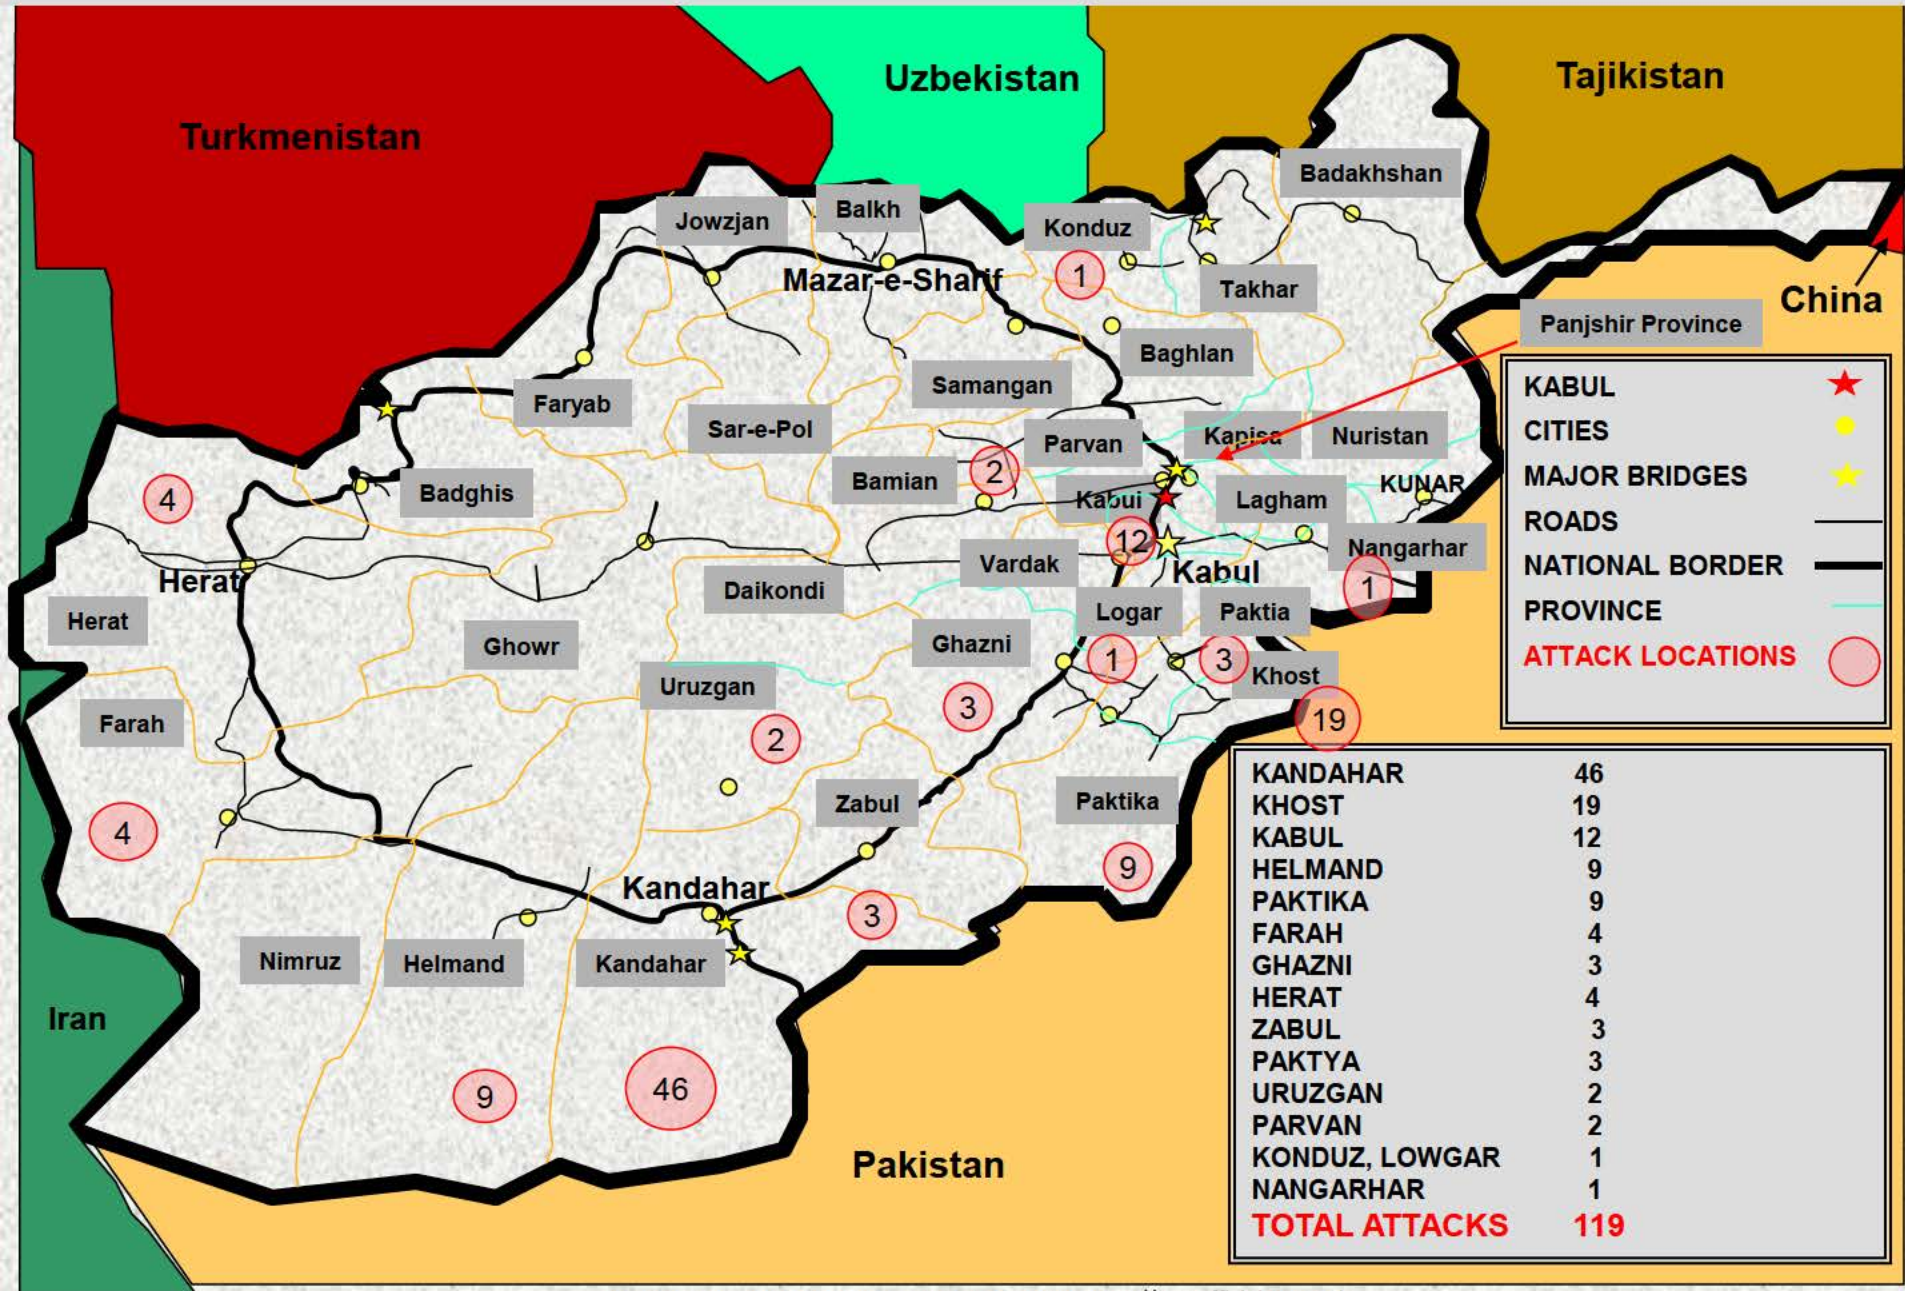 Uzbekistan
Tajikistan
Turkmenistan
Badakhshan
Balkh
Jowzjan
Konduz
Mazar-e-Sharif
1
Takhar
China
Panjshir Province
Baghlan
Samangan
Faryab
Sar-e-Pol
Parvan
Kapisa
Nuristan
Bamian
2
Badghis
4
KUNAR
Kabul
Lagham
12
Nangarhar
Vardak
Kabul
Herat
1
Daikondi
Logar
Paktia
Herat
Ghowr
Ghazni
1
3
Khost
Uruzgan
3
19
Farah
2
Zabul
Paktika
4
9
Kandahar
3
Nimruz
Helmand
Kandahar
Iran
9
46
Pakistan
KABUL
CITIES
MAJOR BRIDGES
ROADS
NATIONAL BORDER
PROVINCE
ATTACK LOCATIONS
KANDAHAR 46
KHOST 19
KABUL 12
HELMAND 9
PAKTIKA 9
FARAH 4
GHAZNI 3
HERAT 4
ZABUL 3
PAKTYA 3
URUZGAN 2
PARVAN 2
KONDUZ, LOWGAR 1
NANGARHAR 1
TOTAL ATTACKS 119